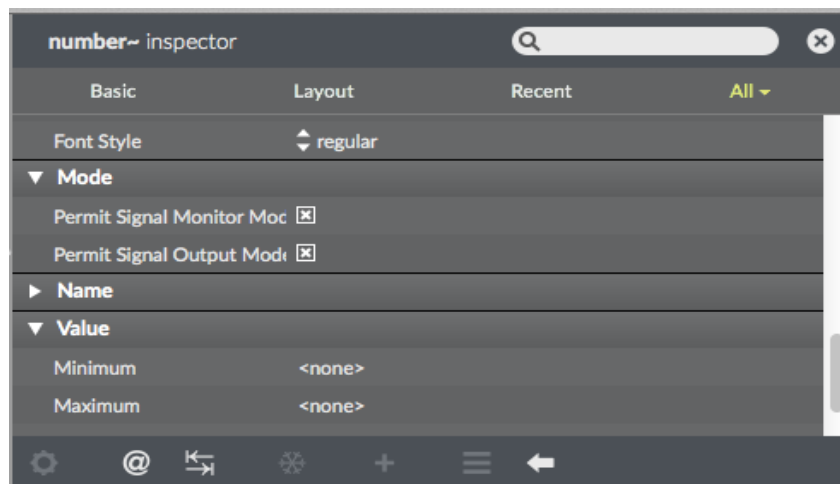 number~ inspector
Basic Layout Recent All
Font Style regular
Mode
Permit Signal Monitor Moc
Permit Signal Output Mode
Name
Value
Minimum <none>
Maximum <none>
@